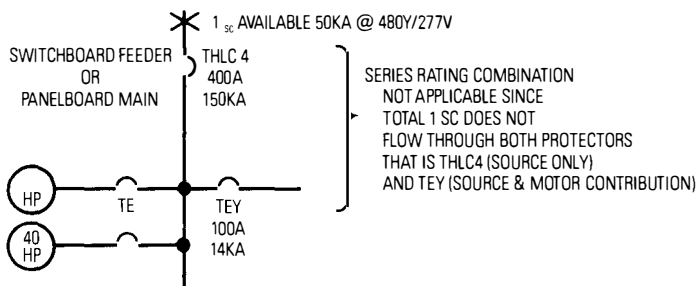 1 sc AVAILABLE 50KA @ 480Y/277V
SWITCHBOARD FEEDER
OR
PANELBOARD MAIN
THLC 4
400A
150KA
SERIES RATING COMBINATION
NOT APPLICABLE SINCE
TOTAL 1 SC DOES NOT
FLOW THROUGH BOTH PROTECTORS
THAT IS THLC4 (SOURCE ONLY)
AND TEY (SOURCE & MOTOR CONTRIBUTION)
HP
TE
TEY
100A
14KA
40
HP